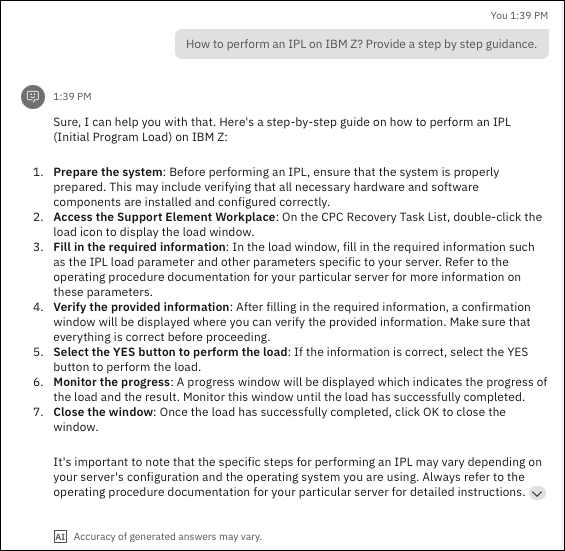 You 1:39 PM
How to perform an IPL on IBM Z? Provide a step by step guidance.
1:39 PM
Sure, I can help you with that. Here's a step-by-step guide on how to perform an IPL
(Initial Program Load) on IBM Z:
1. Prepare the system: Before performing an IPL, ensure that the system is properly
prepared. This may include verifying that all necessary hardware and software
components are installed and configured correctly.
2. Access the Support Element Workplace: On the CPC Recovery Task List, double-click the
load icon to display the load window.
3. Fill in the required information: In the load window, fill in the required information such
as the IPL load parameter and other parameters specific to your server. Refer to the
operating procedure documentation for your particular server for more information on
these parameters.
4. Verify the provided information: After filling in the required information, a confirmation
window will be displayed where you can verify the provided information. Make sure that
everything is correct before proceeding.
5. Select the YES button to perform the load: If the information is correct, select the YES
button to perform the load.
6. Monitor the progress: A progress window will be displayed which indicates the progress of
the load and the result. Monitor this window until the load has successfully completed.
7. Close the window: Once the load has successfully completed, click OK to close the
window.
It's important to note that the specific steps for performing an IPL may vary depending on
your server's configuration and the operating system you are using. Always refer to the
operating procedure documentation for your particular server for detailed instructions.
AI Accuracy of generated answers may vary.